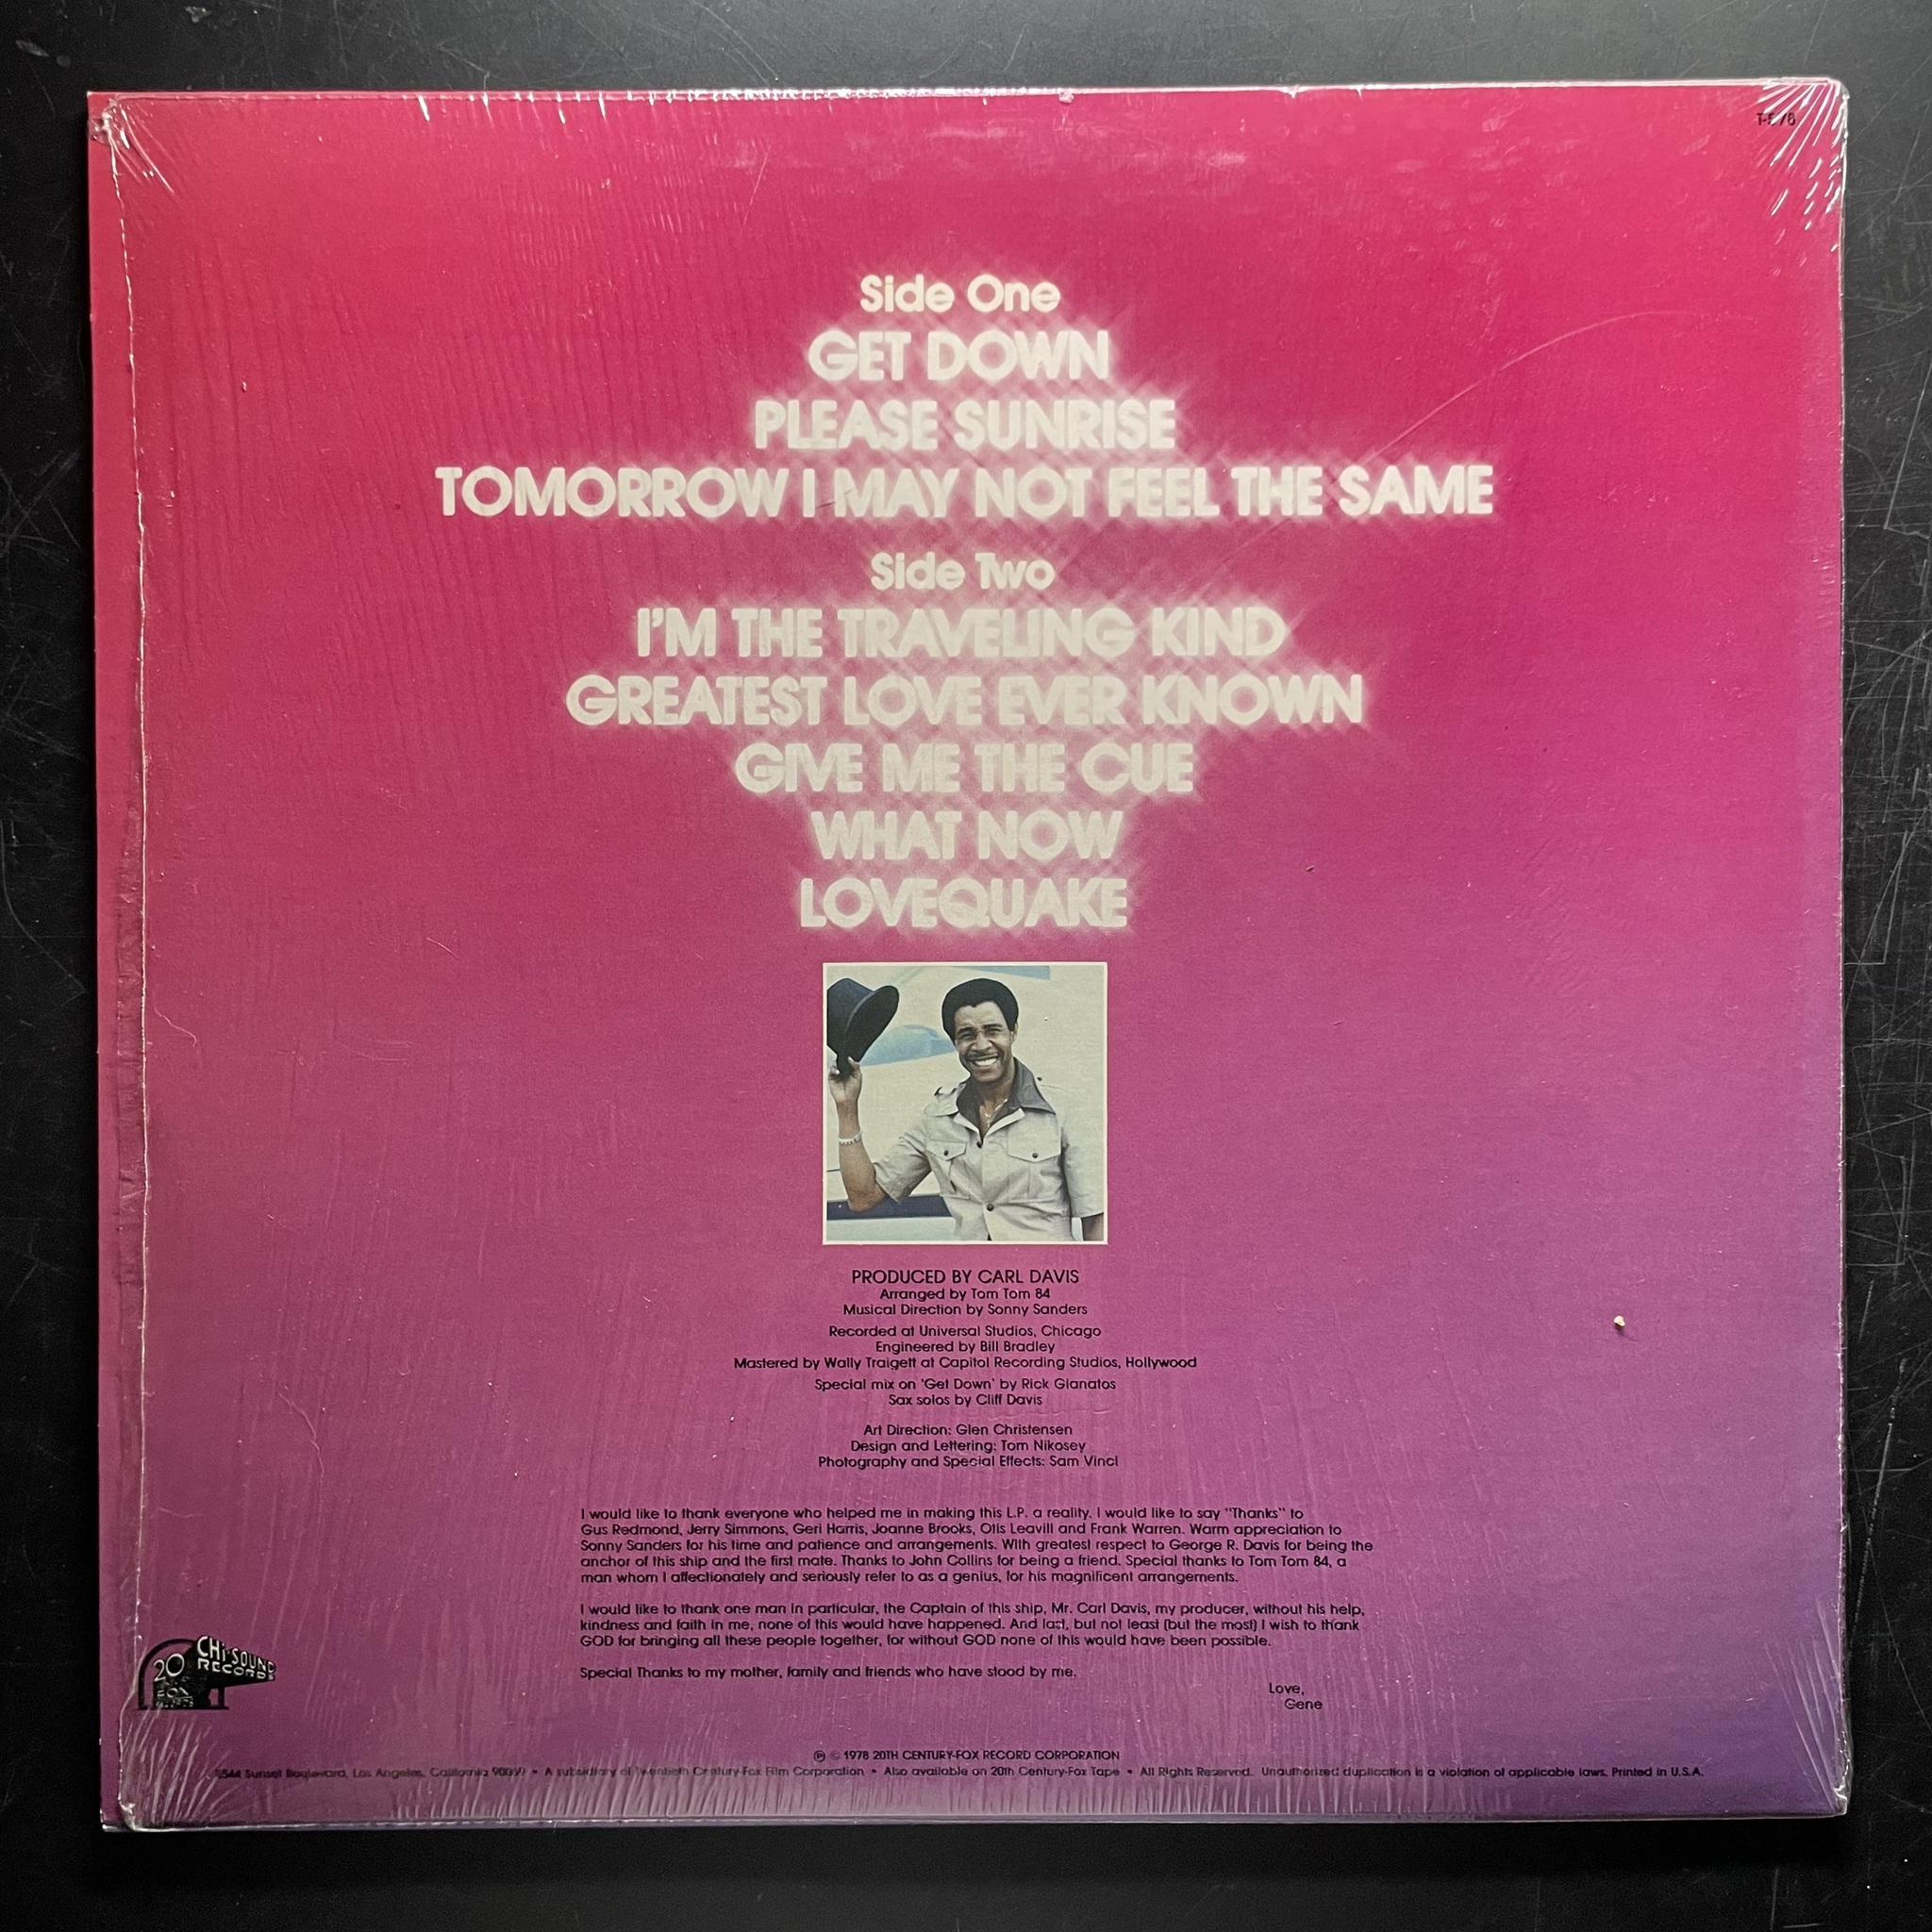 Side One
GET DOWN
PLEASE SUNRISE
TOMORROW I MAY NOT FEEL THE SAME
Side Two
I'M THE TRAVELING KIND
GREATEST LOVE EVER KNOWN
GIVE ME THE CUE
WHAT NOW
LOVEQUAKE
PRODUCED BY CARL DAVIS
Arranged by Tom Tom 84
Musical Direction by Sonny Sanders
Recorded at Universal Studios, Chicago
Engineered by Bill Bradley
Mastered by Wally Traigett at Capitol Recording Studios, Hollywood
Special mix on 'Get Down' by Rick Gianatos
Sax solos by Cliff Davis
Art Direction: Glen Christensen
Design and Lettering: Tom Nikosey
Photography and Special Effects: Sam Vinci
I would like to thank everyone who helped me in making this L.P. a reality. I would like to say "Thanks" to
Gus Redmond, Jerry Simmons, Geri Harris, Joanne Brooks, Otis Leavill and Frank Warren. Warm appreciation to
Sonny Sanders for his time and patience and arrangements. With greatest respect to George R. Davis for being the
anchor of this ship and the first mate. Thanks to John Collins for being a friend. Special thanks to Tom Tom 84, a
man whom I affectionately and seriously refer to as a genius, for his magnificent arrangements.
I would like to thank one man in particular, the Captain of this ship, Mr. Carl Davis, my producer, without his help,
kindness and faith in me, none of this would have happened. And last, but not least (but the most) I wish to thank
GOD for bringing all these people together, for without GOD none of this would have been possible.
Special Thanks to my mother, family and friends who have stood by me.
Love,
Gene
CHI-SOUND
RECORDS
20
FOX
℗ © 1978 20TH CENTURY-FOX RECORD CORPORATION
Sunset Boulevard, Los Angeles, California 90069 • A subsidiary of Twentieth Century-Fox Film Corporation • Also available on 20th Century-Fox Tape • All Rights Reserved. Unauthorized duplication is a violation of applicable laws. Printed in U.S.A.